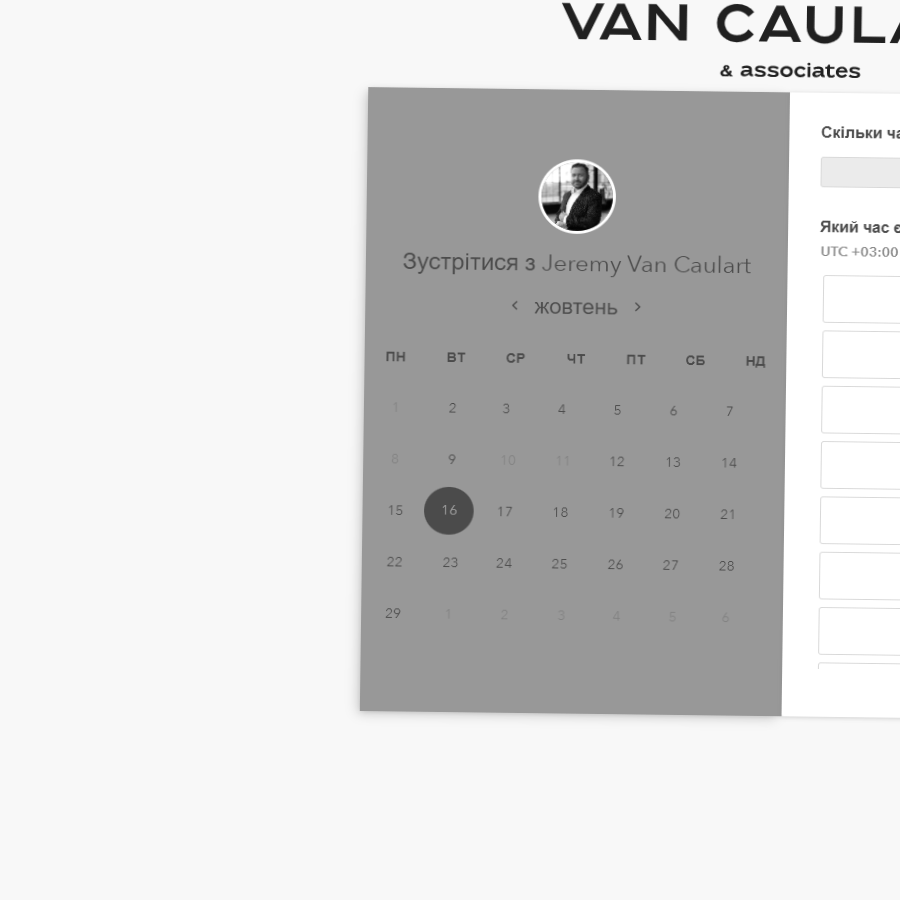 VAN CAULA
& associates
Скільки ча
Який час є
UTC +03:00
Зустрітися з Jeremy Van Caulart
жовтень
ПН ВТ СР ЧТ ПТ СБ НД
1 2 3 4 5 6 7
8 9 10 11 12 13 14
15 16 17 18 19 20 21
22 23 24 25 26 27 28
29 1 2 3 4 5 6